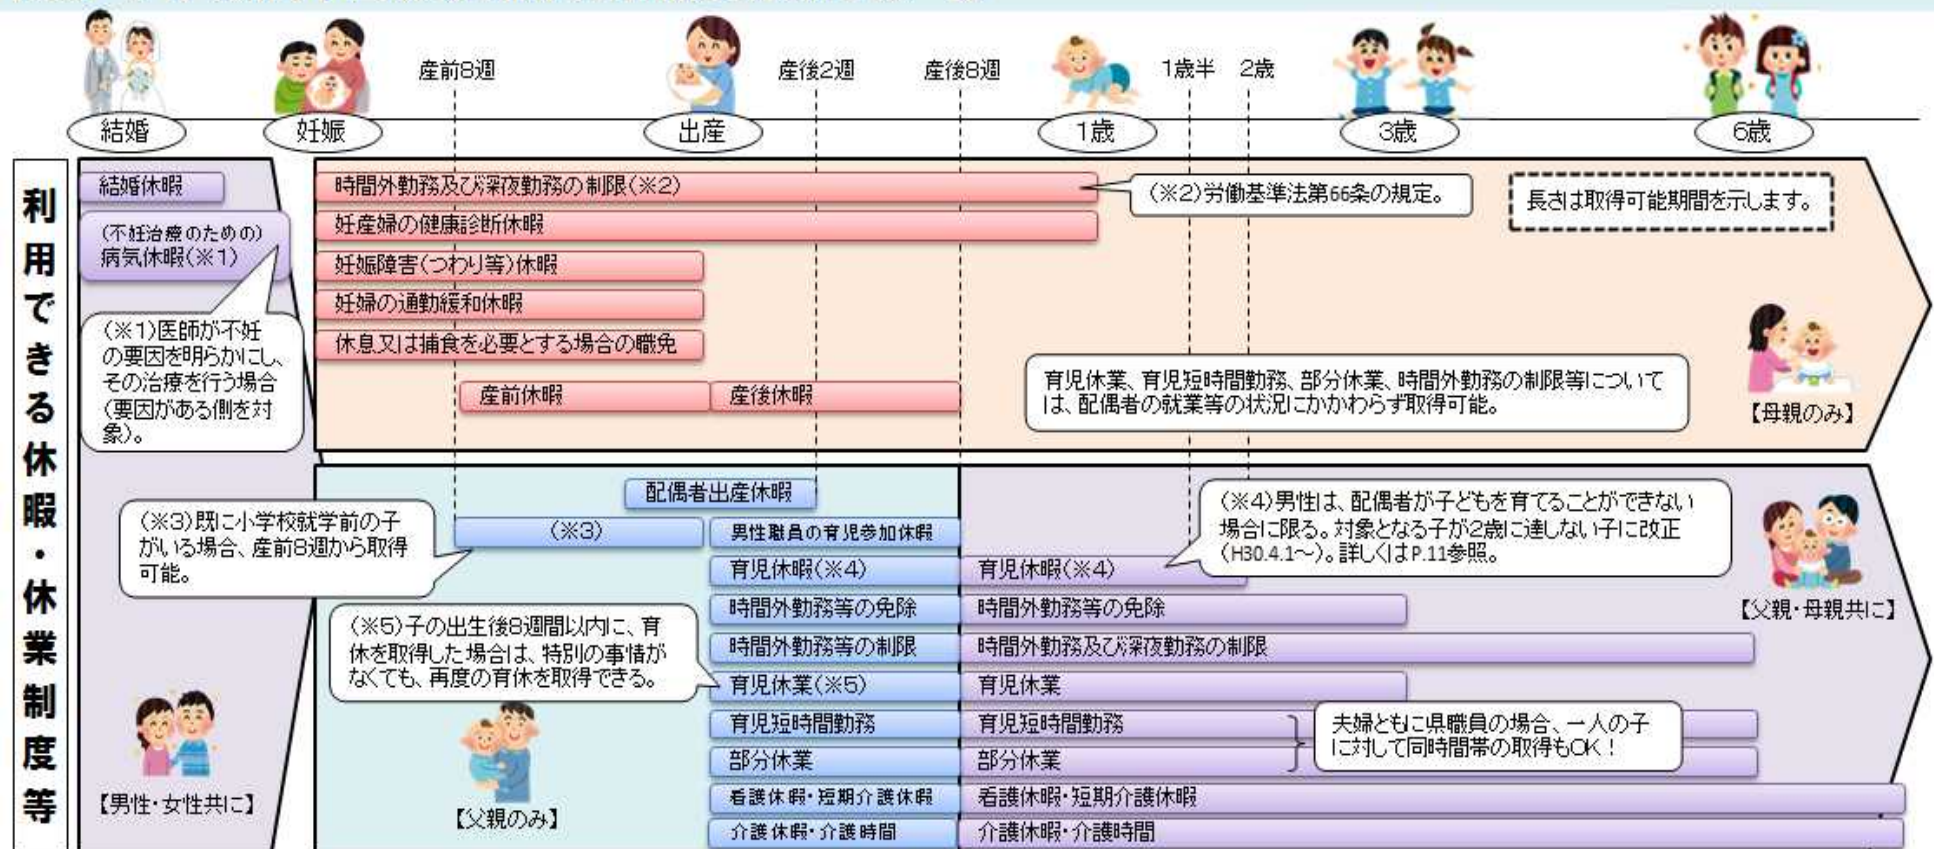 産前8週
産後2週
産後8週
1歳半
2歳
結婚
妊娠
出産
1歳
3歳
6歳
利用できる休暇・休業制度等
結婚休暇
(不妊治療のための)
病気休暇(※1)
(※1)医師が不妊
の要因を明らかにし、
その治療を行う場合
(要因がある側を対
象)。
【男性・女性共に】
時間外勤務及び深夜勤務の制限(※2)
(※2)労働基準法第66条の規定。
長さは取得可能期間を示します。
妊産婦の健康診断休暇
妊娠障害(つわり等)休暇
妊婦の通勤緩和休暇
休息又は捕食を必要とする場合の職免
産前休暇
産後休暇
育児休業、育児短時間勤務、部分休業、時間外勤務の制限等について
は、配偶者の就業等の状況にかかわらず取得可能。
【母親のみ】
配偶者出産休暇
(※3)既に小学校就学前の子
がいる場合、産前8週から取得
可能。
(※3)
男性職員の育児参加休暇
(※4)男性は、配偶者が子どもを育てることができない
場合に限る。対象となる子が2歳に達しない子に改正
(H30.4.1～)。詳しくはP.11参照。
育児休暇(※4)
育児休暇(※4)
時間外勤務等の免除
時間外勤務等の免除
【父親・母親共に】
(※5)子の出生後8週間以内に、育
休を取得した場合は、特別の事情が
なくても、再度の育休を取得できる。
時間外勤務等の制限
時間外勤務及び深夜勤務の制限
育児休業(※5)
育児休業
育児短時間勤務
育児短時間勤務
夫婦ともに県職員の場合、一人の子
に対して同時間帯の取得もOK！
部分休業
部分休業
【父親のみ】
看護休暇・短期介護休暇
看護休暇・短期介護休暇
介護休暇・介護時間
介護休暇・介護時間